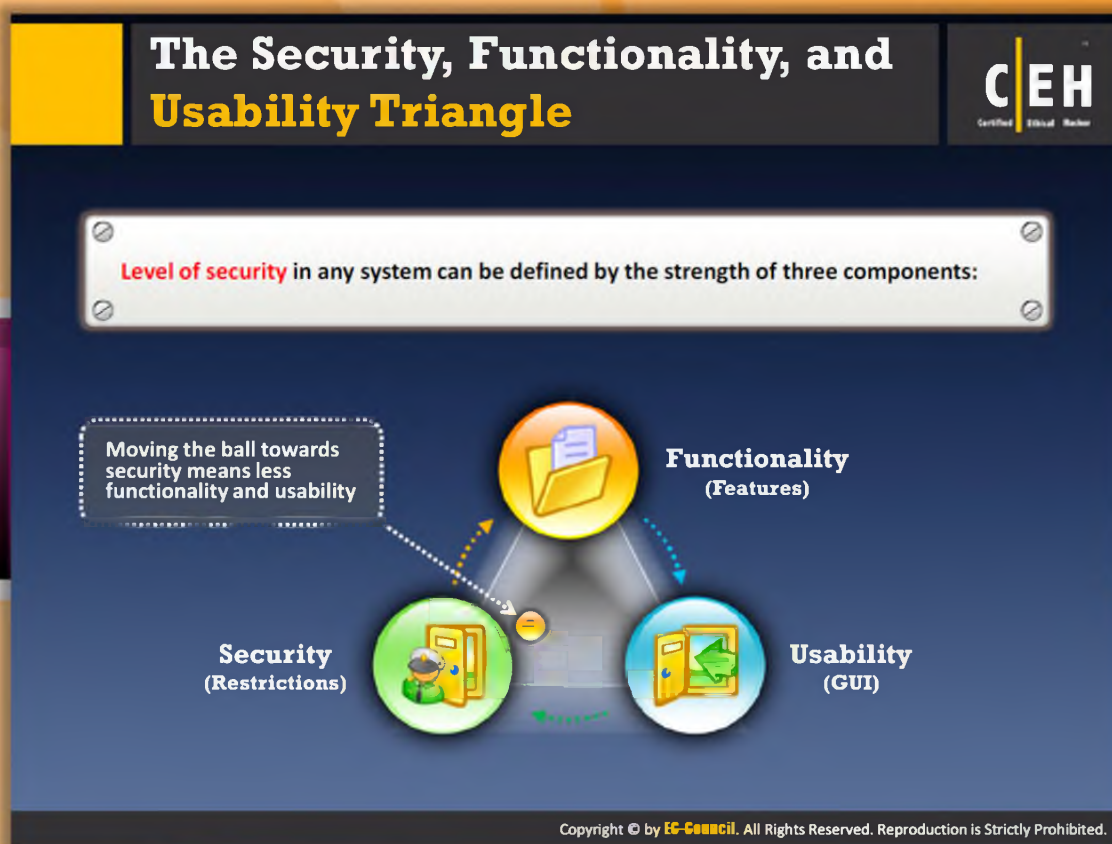 The Security, Functionality, and
Usability Triangle
C EH
Certified Ethical Hacker
Level of security in any system can be defined by the strength of three components:
Moving the ball towards
security means less
functionality and usability
Functionality
(Features)
Security
(Restrictions)
Usability
(GUI)
Copyright © by EC-Council. All Rights Reserved. Reproduction is Strictly Prohibited.